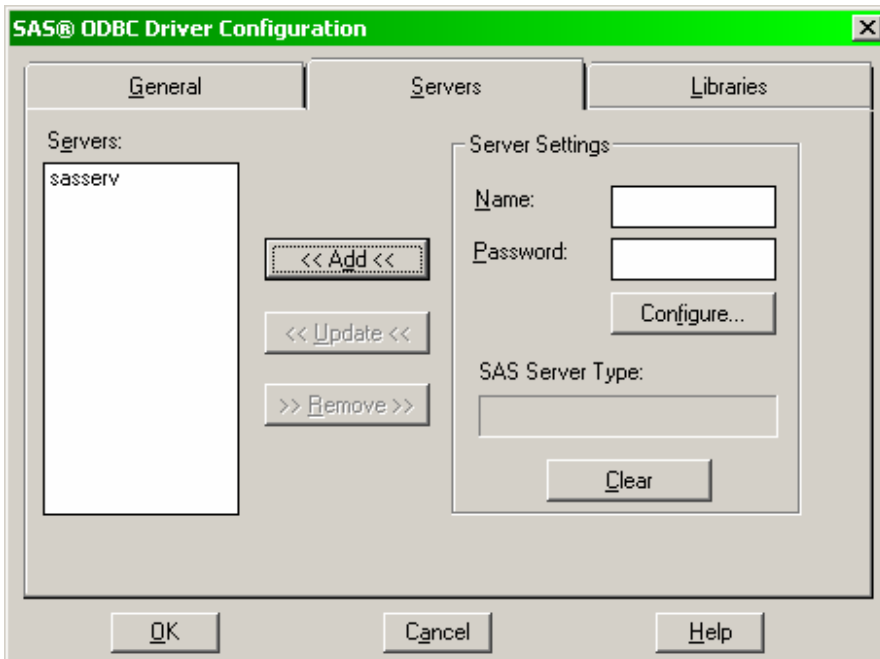 SAS® ODBC Driver Configuration
General
Servers
Libraries
Servers:
sasserv
<< Add <<
<< Update <<
>> Remove >>
Server Settings
Name:
Password:
Configure...
SAS Server Type:
Clear
OK
Cancel
Help